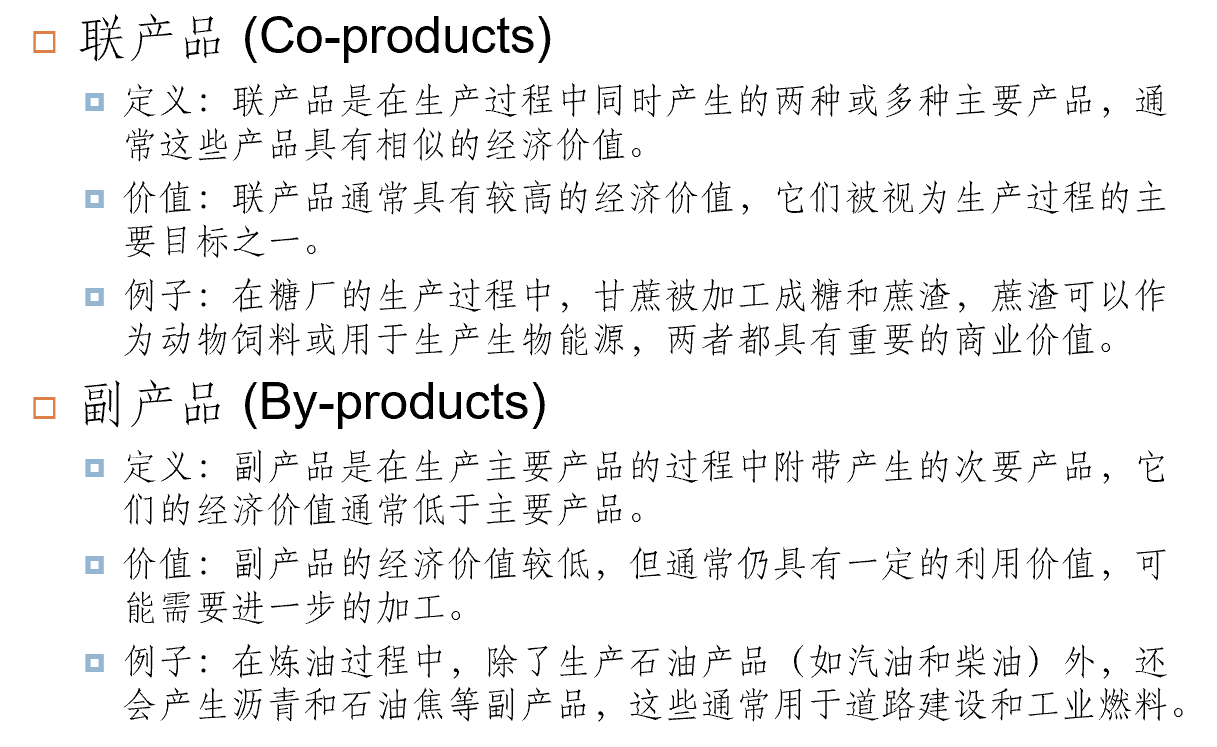 联产品 (Co-products)
定义：联产品是在生产过程中同时产生的两种或多种主要产品，通
常这些产品具有相似的经济价值。
价值：联产品通常具有较高的经济价值，它们被视为生产过程的主
要目标之一。
例子：在糖厂的生产过程中，甘蔗被加工成糖和蔗渣，蔗渣可以作
为动物饲料或用于生产生物能源，两者都具有重要的商业价值。
副产品 (By-products)
定义：副产品是在生产主要产品的过程中附带产生的次要产品，它
们的经济价值通常低于主要产品。
价值：副产品的经济价值较低，但通常仍具有一定的利用价值，可
能需要进一步的加工。
例子：在炼油过程中，除了生产石油产品（如汽油和柴油）外，还
会产生沥青和石油焦等副产品，这些通常用于道路建设和工业燃料。